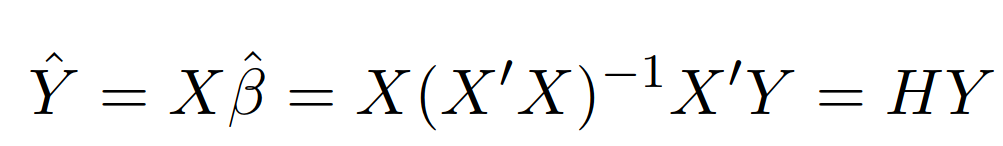 Ŷ = Xβ̂ = X(X′X)⁻¹X′Y = HY